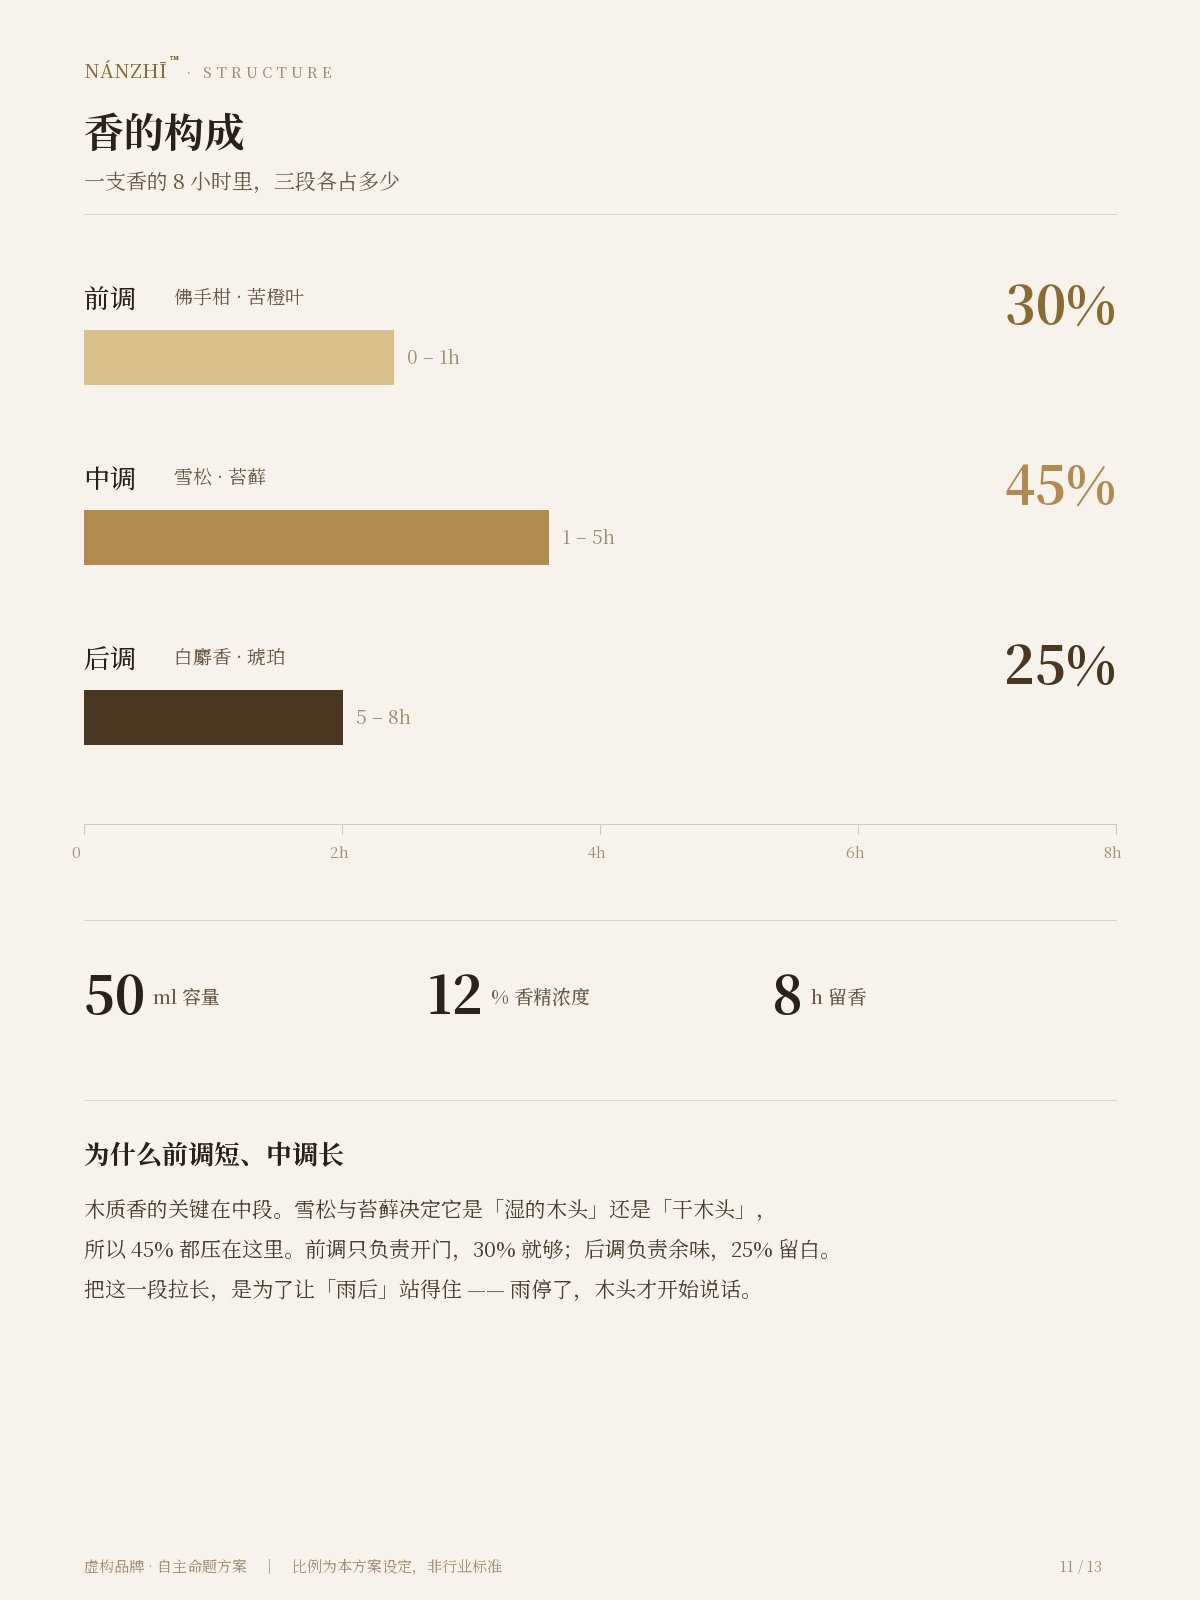 NÁNZHĪ™ · STRUCTURE
香的构成
一支香的 8 小时里，三段各占多少
前调 佛手柑 · 苦橙叶 30%
0 – 1h
中调 雪松 · 苔藓 45%
1 – 5h
后调 白麝香 · 琥珀 25%
5 – 8h
0 2h 4h 6h 8h
50 ml 容量 12 % 香精浓度 8 h 留香
为什么前调短、中调长
木质香的关键在中段。雪松与苔藓决定它是「湿的木头」还是「干木头」，
所以 45% 都压在这里。前调只负责开门，30% 就够；后调负责余味，25% 留白。
把这一段拉长，是为了让「雨后」站得住 —— 雨停了，木头才开始说话。
虚构品牌 · 自主命题方案 ｜ 比例为本方案设定，非行业标准 11 / 13